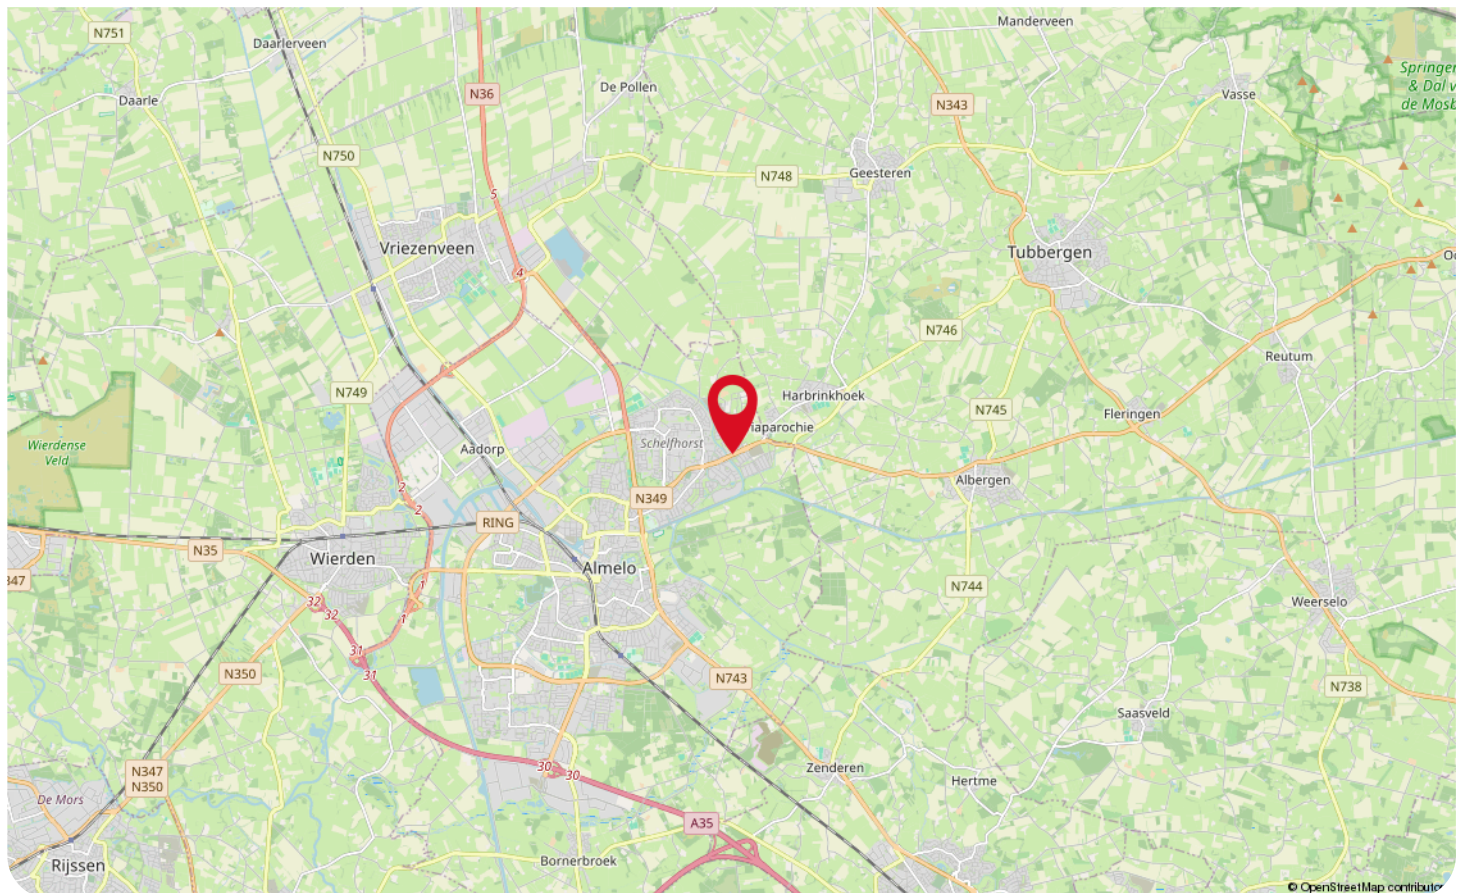 Manderveen
N751
Daarlerveen
Springen
& Dal v
de Mosb
De Pollen
N36
Daarle
Vasse
N343
N750
N748
Geesteren
5
Vriezenveen
Tubbergen
4
N746
Reutum
N749
Harbrinkhoek
N745
Fleringen
iaparochie
Wierdense
Veld
Aadorp
Schelfhorst
Albergen
2
N349
2
RING
N35
Wierden
Almelo
347
1
N744
32
32
1
Weerselo
31
31
N350
N743
N738
Saasveld
30
30
Zenderen
Hertme
N347
N350
De Mors
A35
Bornerbroek
Rijssen
© OpenStreetMap contributo